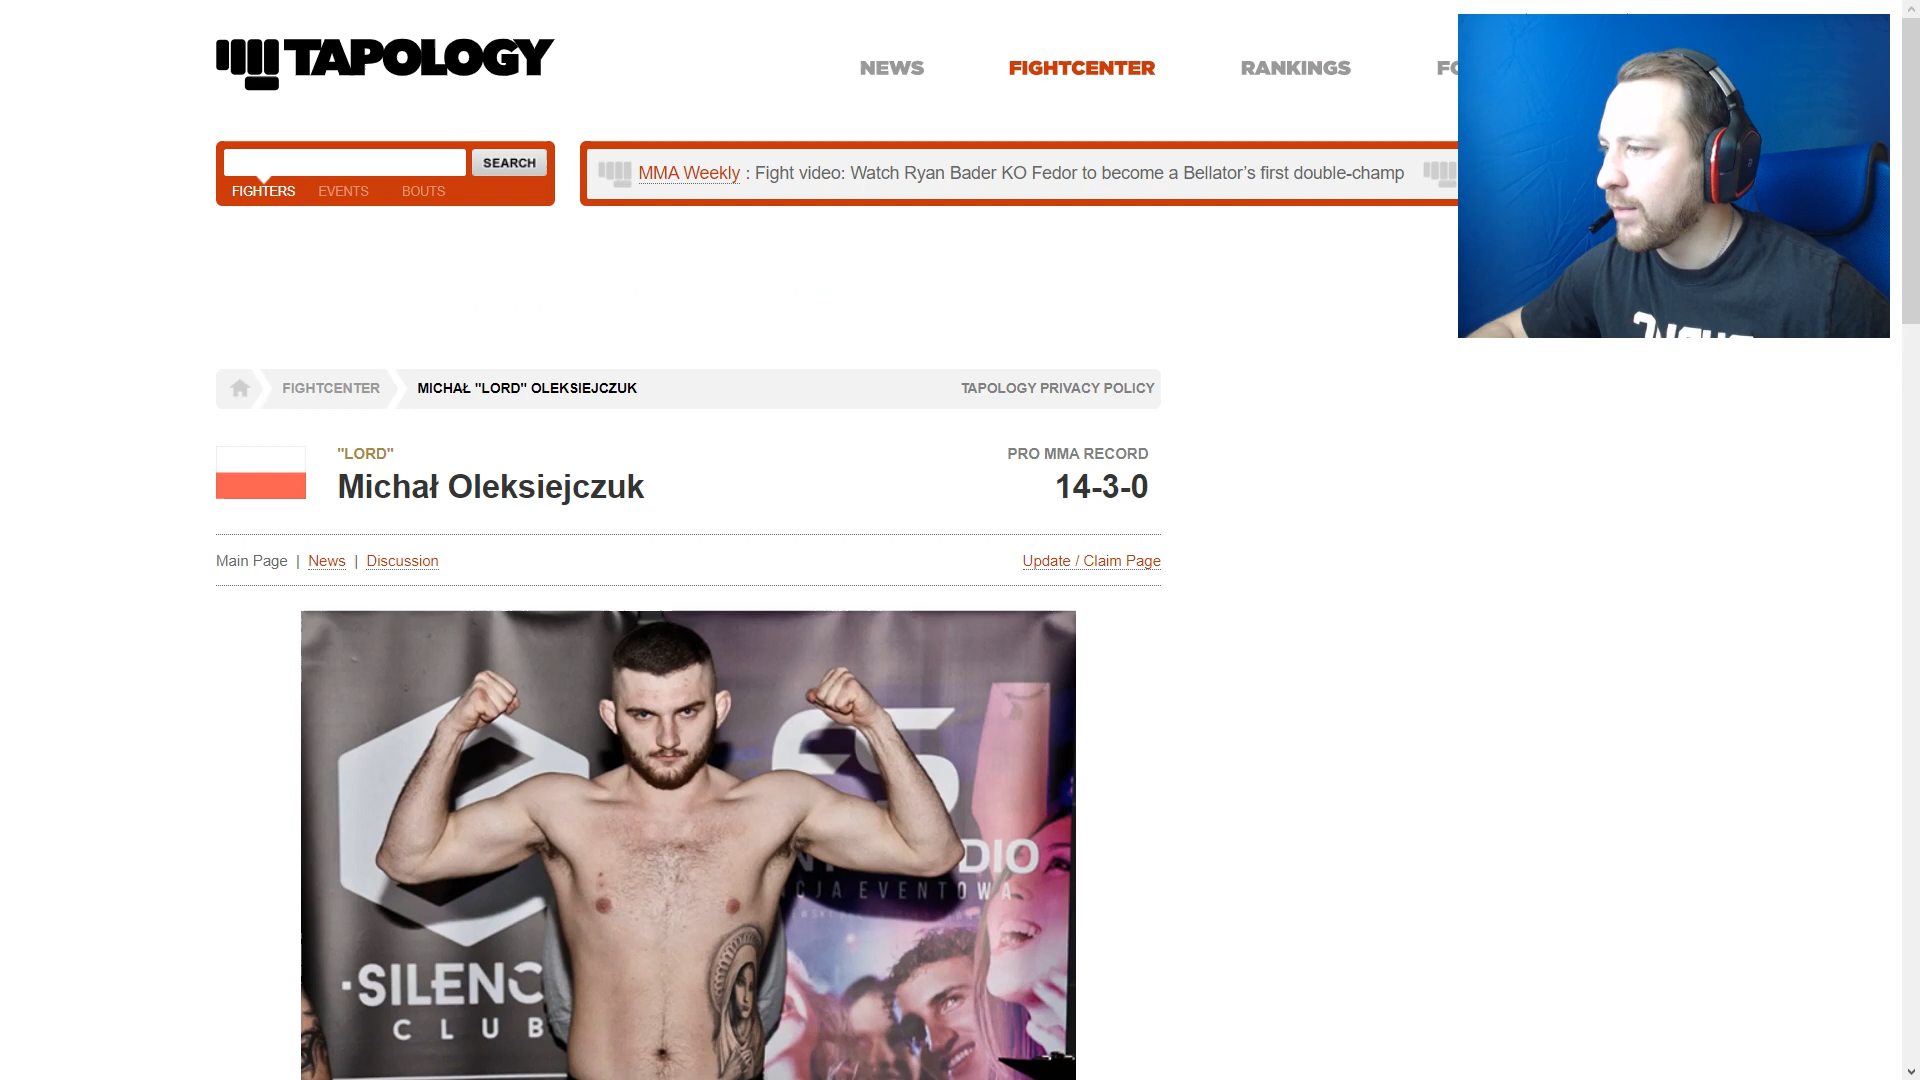 TAPOLOGY
NEWS
FIGHTCENTER
RANKINGS
SEARCH
FIGHTERS
EVENTS
BOUTS
MMA Weekly : Fight video: Watch Ryan Bader KO Fedor to become a Bellator’s first double-champ
FIGHTCENTER
MICHAŁ "LORD" OLEKSIEJCZUK
TAPOLOGY PRIVACY POLICY
"LORD"
Michał Oleksiejczuk
PRO MMA RECORD
14-3-0
Main Page | News | Discussion
Update / Claim Page
DIO
CJA EVENTOWA
·SILENC
CLUB